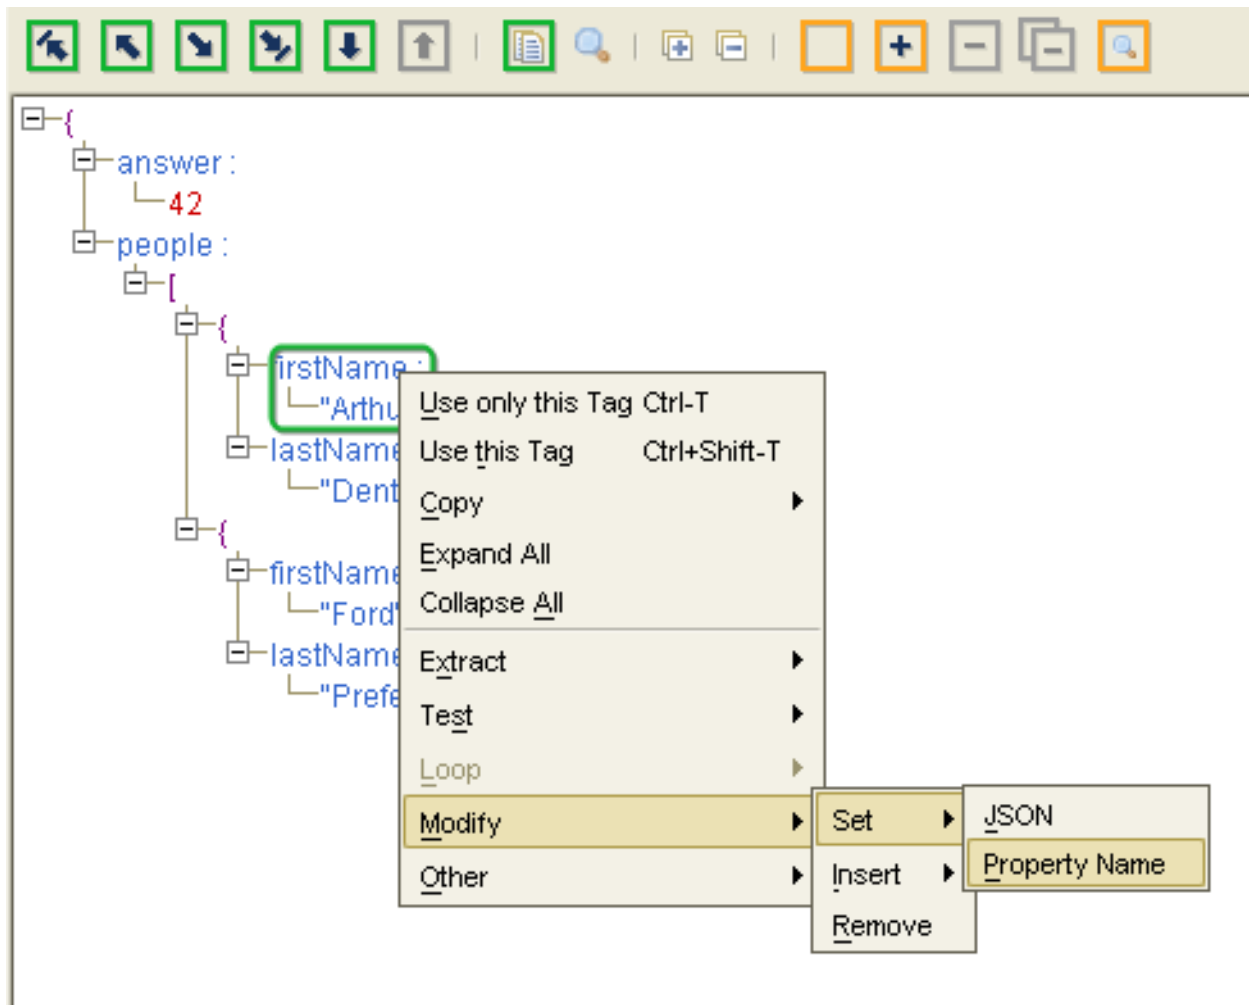 {
answer :
42
people :
[
{
firstName :
"Arthu
lastName
"Dent
{
firstName
"Ford"
lastName
"Prefe
Use only this Tag Ctrl-T
Use this Tag Ctrl+Shift-T
Copy
Expand All
Collapse All
Extract
Test
Loop
Modify
Other
Set
Insert
Remove
JSON
Property Name